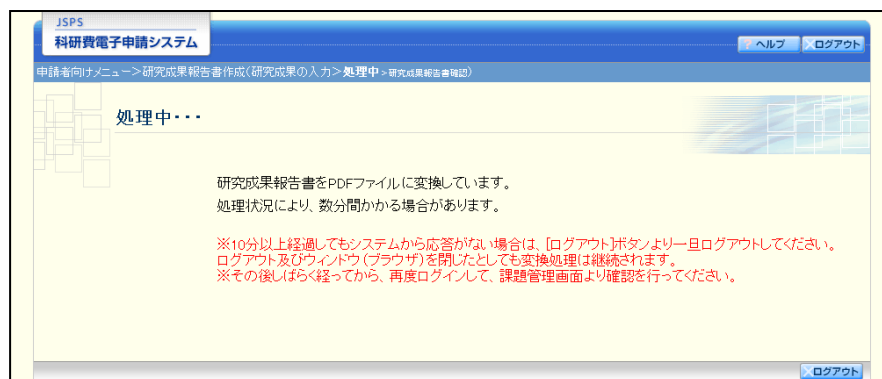 JSPS
科研費電子申請システム
? ヘルプ
×ログアウト
申請者向けメニュー>研究成果報告書作成(研究成果の入力>処理中>研究成果報告書確認)
処理中・・・
研究成果報告書をPDFファイルに変換しています。
処理状況により、数分間かかる場合があります。
※10分以上経過してもシステムから応答がない場合は、[ログアウト]ボタンより一旦ログアウトしてください。
ログアウト及びウィンドウ(ブラウザ)を閉じたとしても変換処理は継続されます。
※その後しばらく経ってから、再度ログインして、課題管理画面より確認を行ってください。
×ログアウト